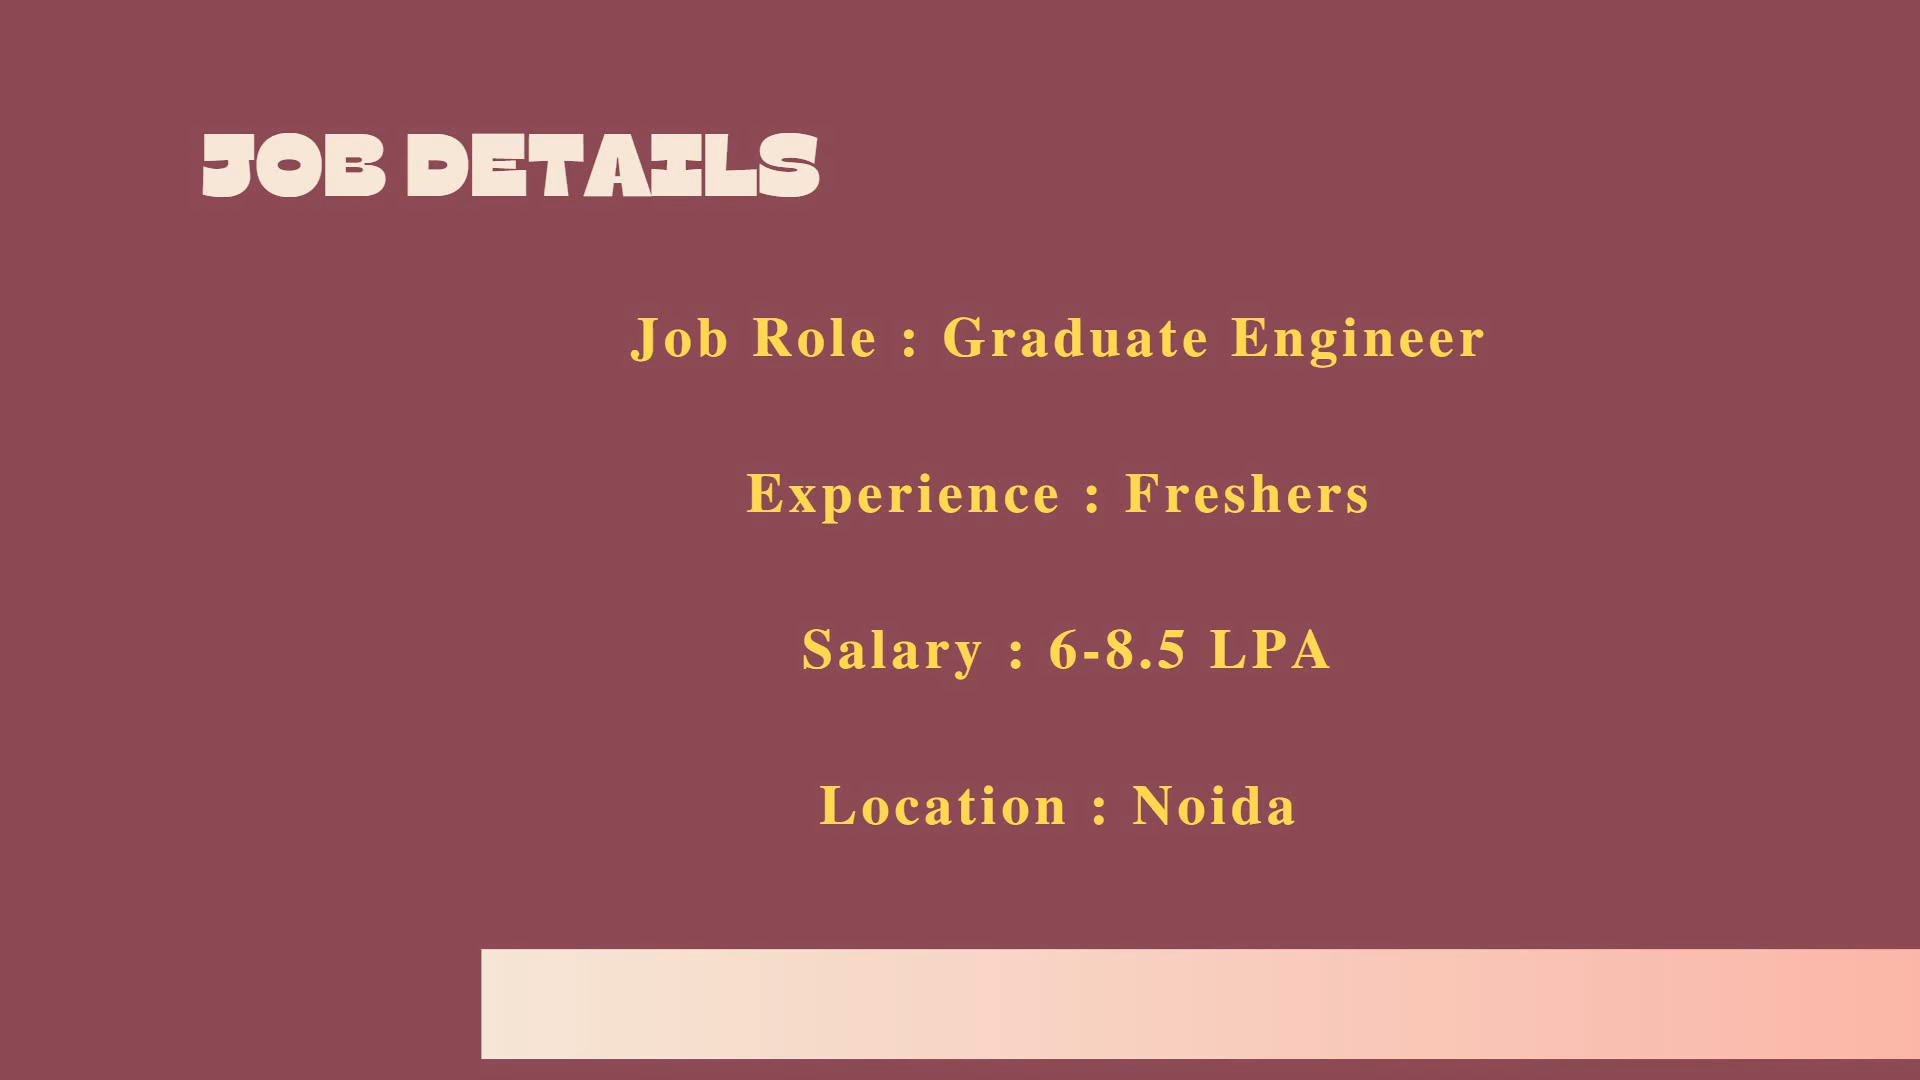 JOB DETAILS
Job Role : Graduate Engineer
Experience : Freshers
Salary : 6-8.5 LPA
Location : Noida